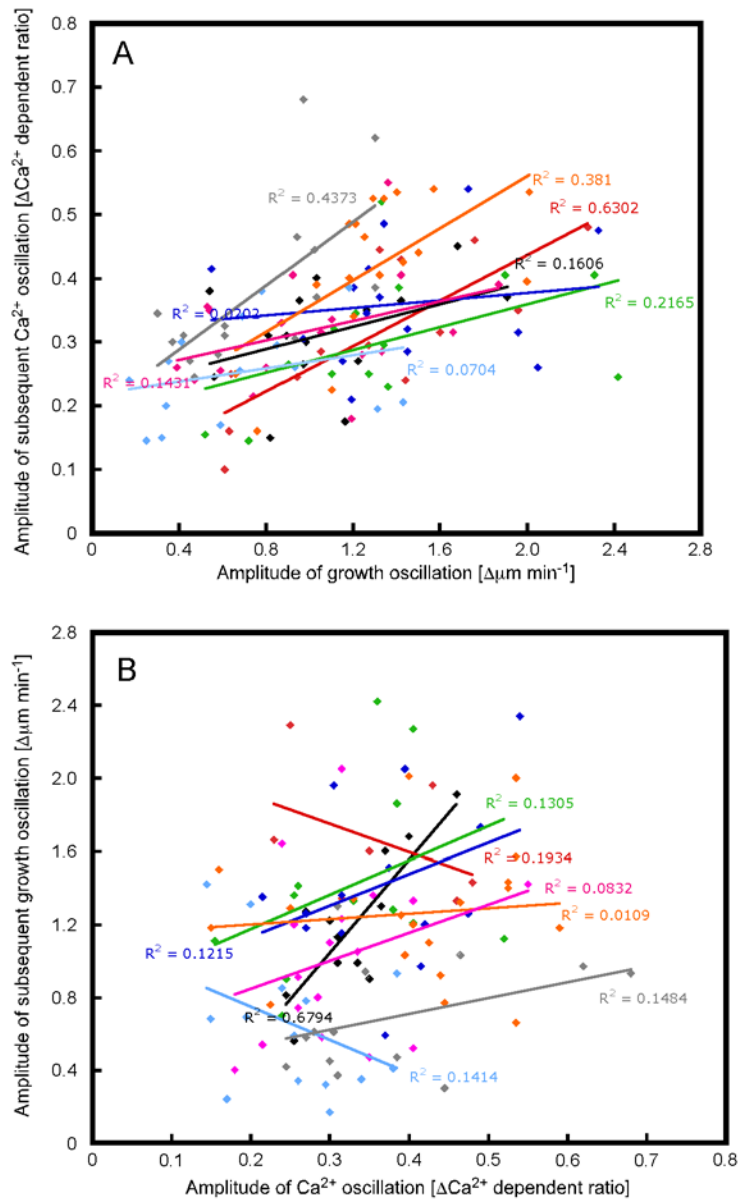 A
0.8
0.7
0.6
0.5
0.4
0.3
0.2
0.1
0
Amplitude of subsequent Ca²⁺ oscillation [ΔCa²⁺ dependent ratio]
R² = 0.4373
R² = 0.381
R² = 0.6302
R² = 0.1606
R² = 0.0202
R² = 0.2165
R² = 0.1431
R² = 0.0704
0 0.4 0.8 1.2 1.6 2.0 2.4 2.8
Amplitude of growth oscillation [Δµm min⁻¹]
B
2.8
2.4
2.0
1.6
1.2
0.8
0.4
0
Amplitude of subsequent growth oscillation [Δµm min⁻¹]
R² = 0.1305
R² = 0.1934
R² = 0.0832
R² = 0.0109
R² = 0.1215
R² = 0.1484
R² = 0.6794
R² = 0.1414
0 0.1 0.2 0.3 0.4 0.5 0.6 0.7 0.8
Amplitude of Ca²⁺ oscillation [ΔCa²⁺ dependent ratio]